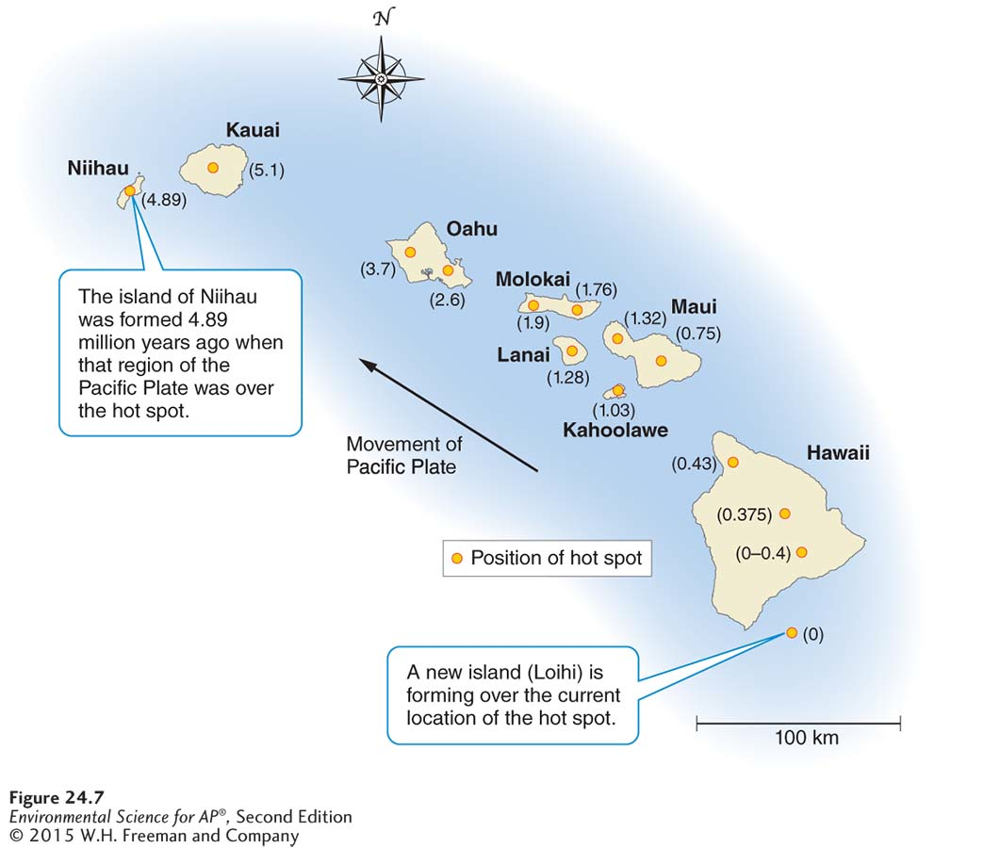 N
Kauai
(5.1)
Niihau
(4.89)
The island of Niihau
was formed 4.89
million years ago when
that region of the
Pacific Plate was over
the hot spot.
Oahu
(3.7)
(2.6)
Molokai
(1.76)
(1.9)
Maui
(1.32)
(0.75)
Lanai
(1.28)
(1.03)
Kahoolawe
Movement of
Pacific Plate
Hawaii
(0.43)
(0.375)
(0–0.4)
Position of hot spot
(0)
A new island (Loihi) is
forming over the current
location of the hot spot.
100 km
Figure 24.7
Environmental Science for AP®, Second Edition
© 2015 W.H. Freeman and Company